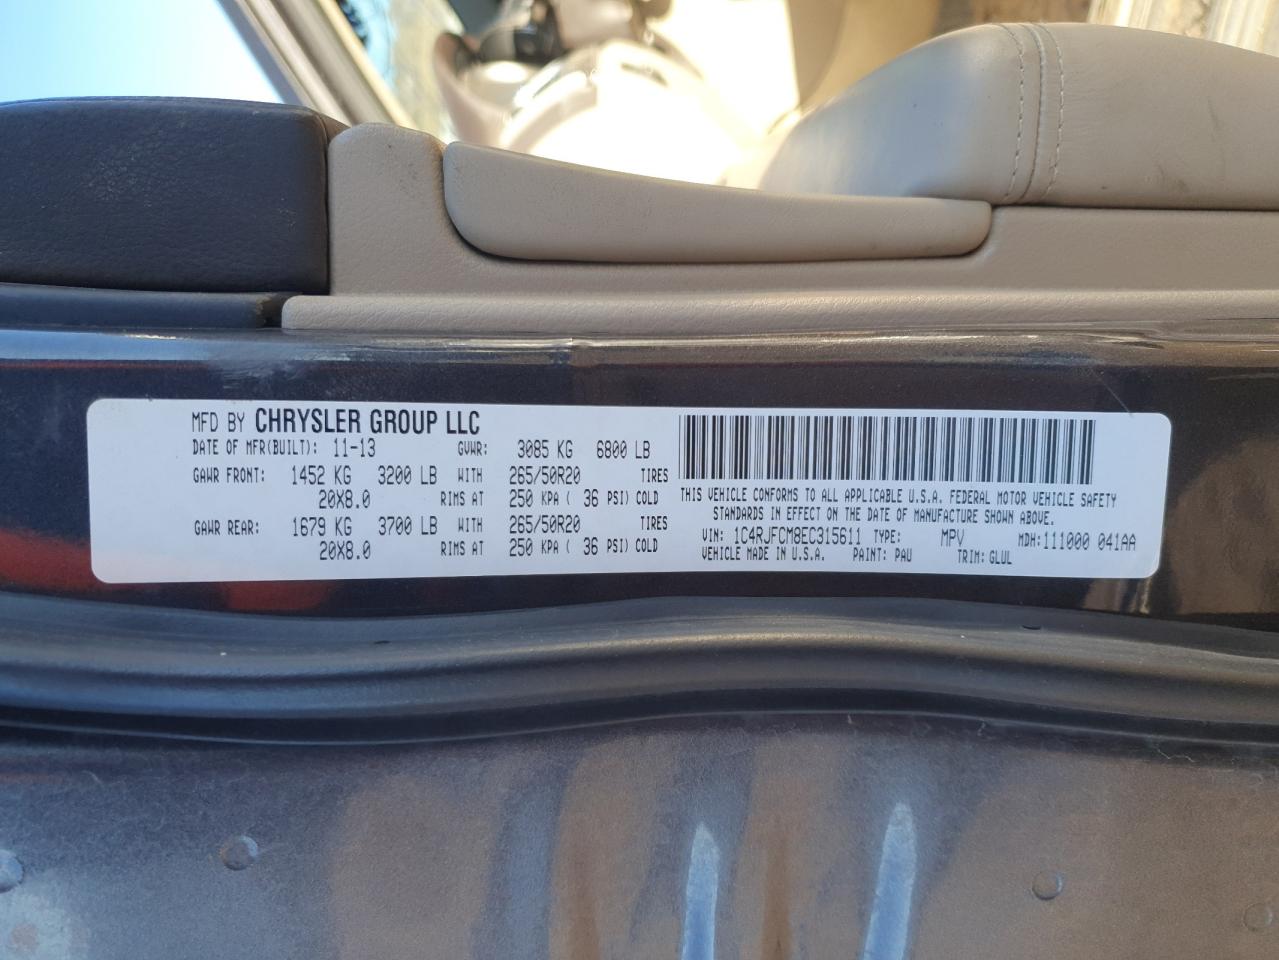 MFD BY CHRYSLER GROUP LLC
DATE OF MFR(BUILT): 11-13 GVWR: 3085 KG 6800 LB
GAWR FRONT: 1452 KG 3200 LB WITH 265/50R20 TIRES
20X8.0 RIMS AT 250 KPA ( 36 PSI) COLD
GAWR REAR: 1679 KG 3700 LB WITH 265/50R20 TIRES
20X8.0 RIMS AT 250 KPA ( 36 PSI) COLD
THIS VEHICLE CONFORMS TO ALL APPLICABLE U.S.A. FEDERAL MOTOR VEHICLE SAFETY
STANDARDS IN EFFECT ON THE DATE OF MANUFACTURE SHOWN ABOVE.
VIN: 1C4RJFCM8EC315611 TYPE: MPV MDH:111000 041AA
VEHICLE MADE IN U.S.A. PAINT: PAU TRIM: GLUL